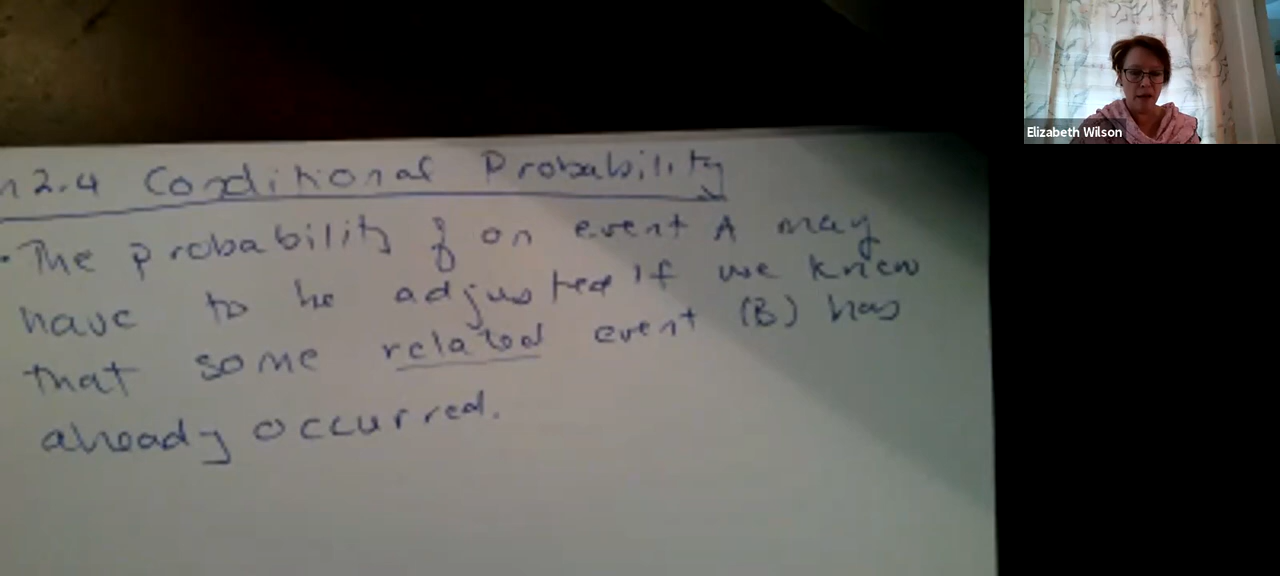 2.4 Conditional Probability
• The probability of an event A may
have to be adjusted if we knew
that some related event (B) has
already occurred.
Elizabeth Wilson